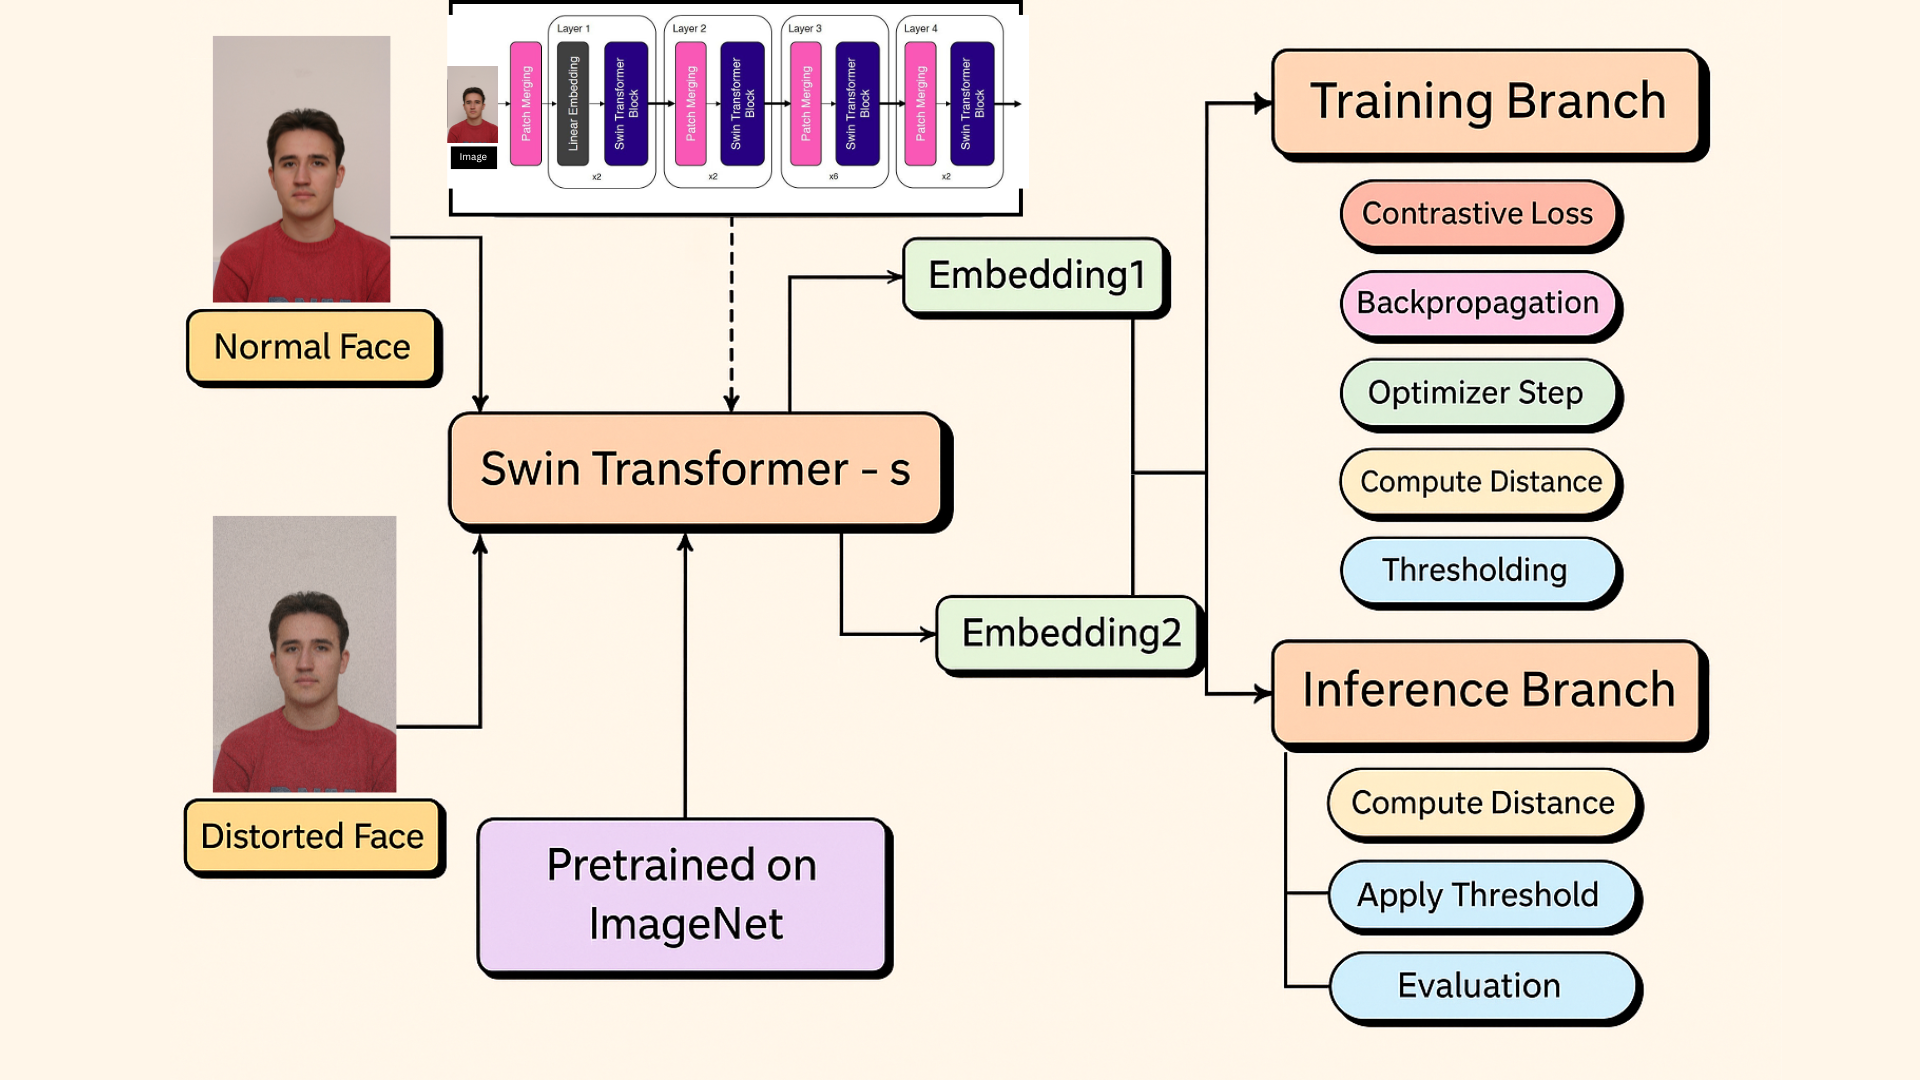 Layer 1
Layer 2
Layer 3
Layer 4
Patch Merging
Linear Embedding
Swin Transformer
Block
Patch Merging
Swin Transformer
Block
Patch Merging
Swin Transformer
Block
Patch Merging
Swin Transformer
Block
Image
x2
x2
x6
x2
Normal Face
Distorted Face
Swin Transformer - s
Pretrained on
ImageNet
Embedding1
Embedding2
Training Branch
Contrastive Loss
Backpropagation
Optimizer Step
Compute Distance
Thresholding
Inference Branch
Compute Distance
Apply Threshold
Evaluation